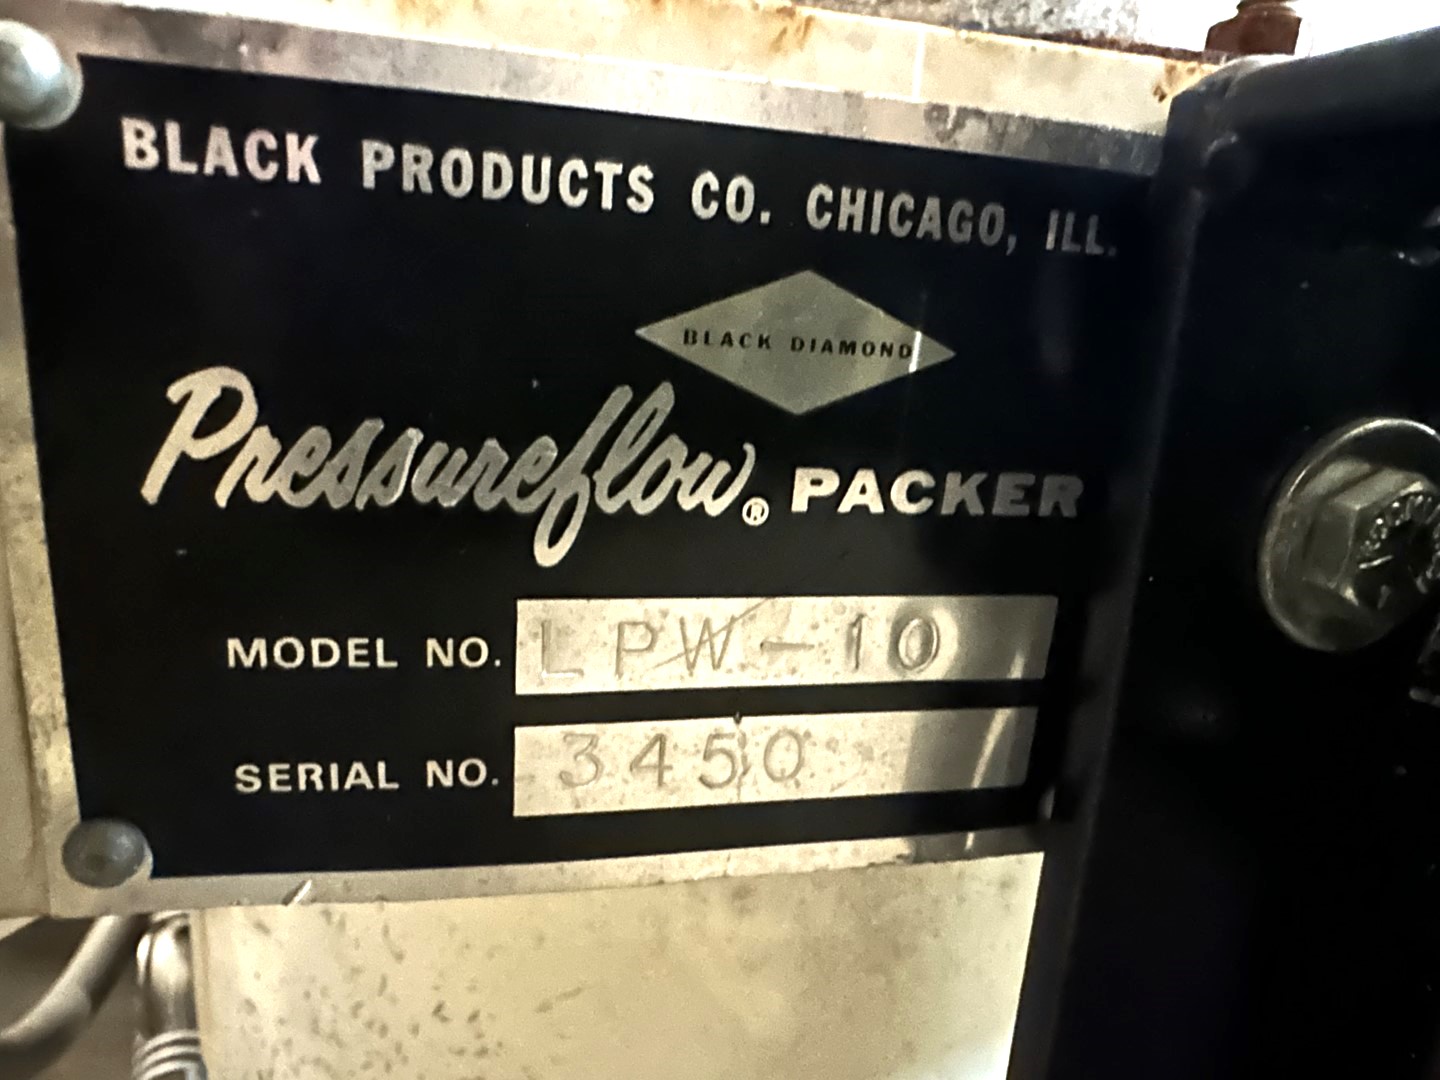 BLACK PRODUCTS CO. CHICAGO, ILL.
BLACK DIAMOND
Pressureflow® PACKER
MODEL NO. LPW-10
SERIAL NO. 3450